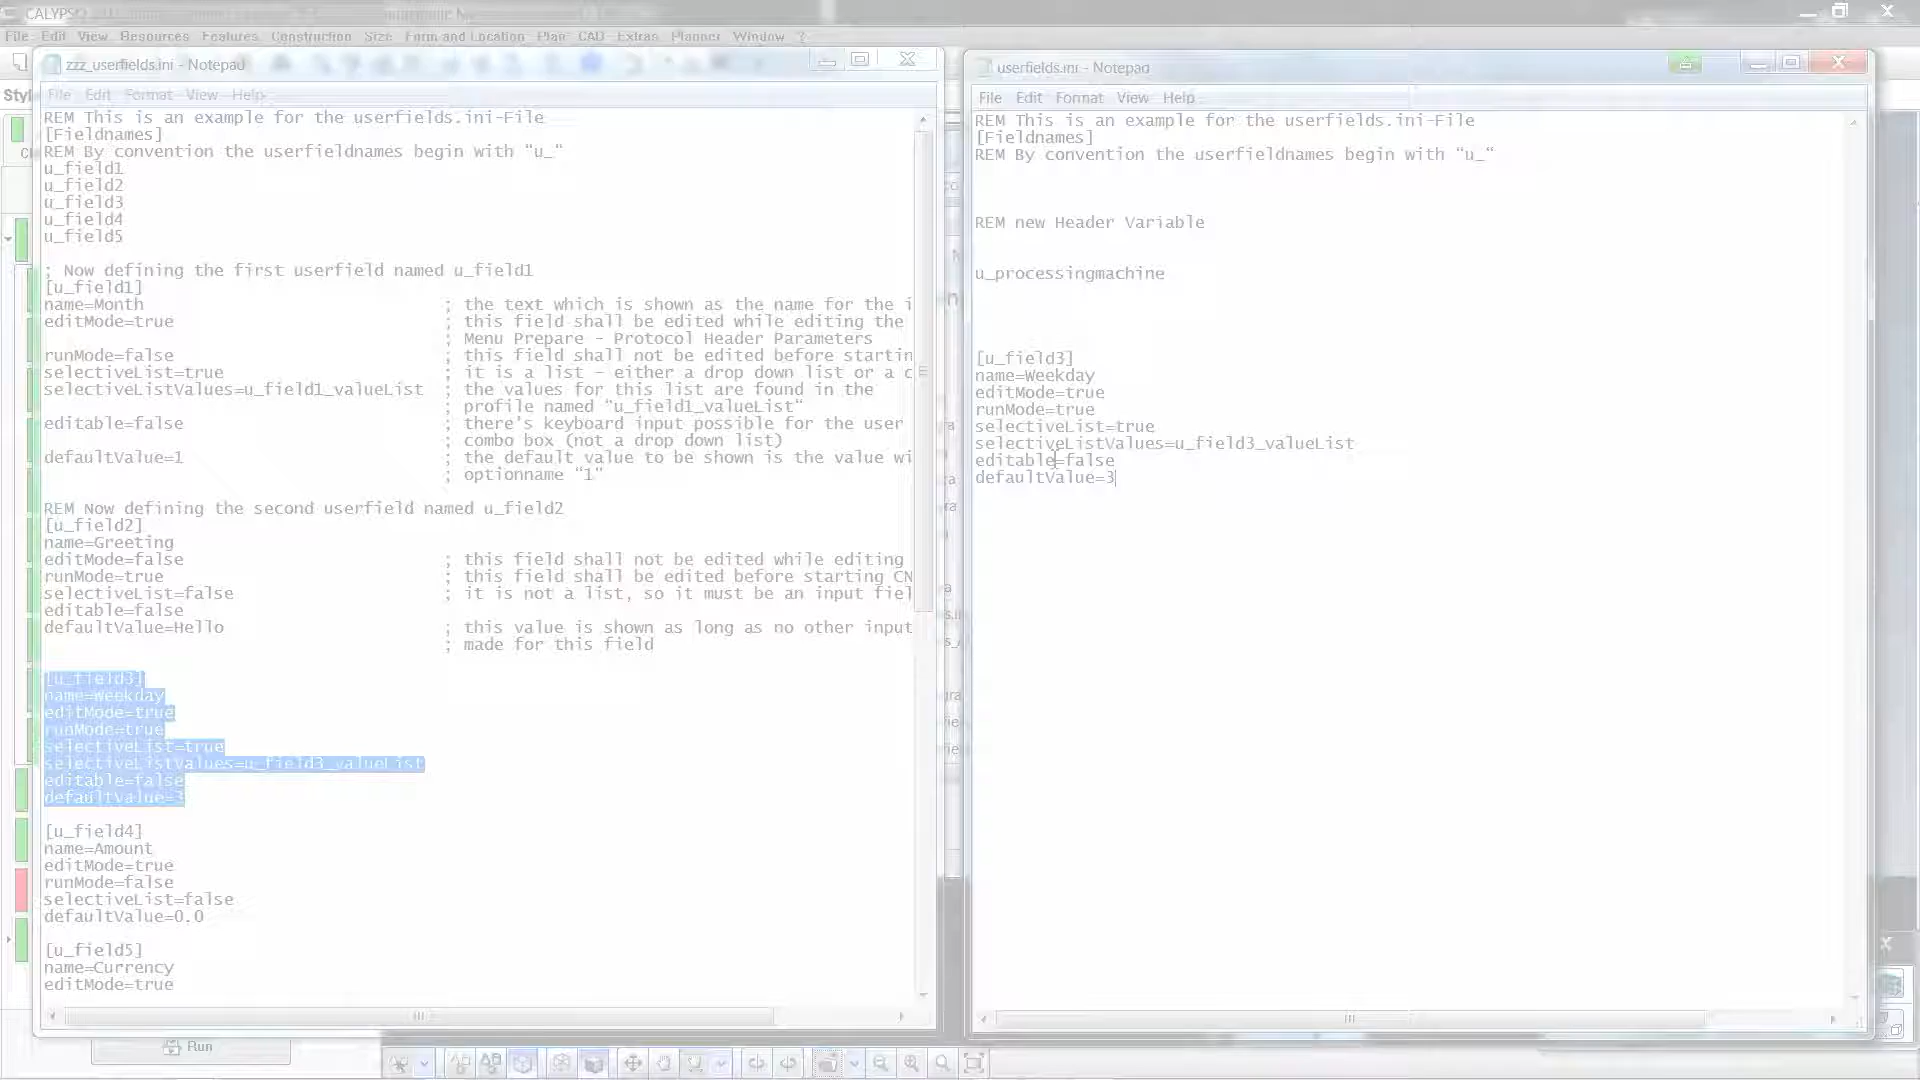 CALYPSO
File Edit View Resources Features Construction Size Form and Location Plan CAD Extras Planner Window ?
zzz_userfields.ini - Notepad
File Edit Format View Help
REM This is an example for the userfields.ini-File
[Fieldnames]
REM By convention the userfieldnames begin with "u_"
u_field1
u_field2
u_field3
u_field4
u_field5
; Now defining the first userfield named u_field1
[u_field1]
name=Month ; the text which is shown as the name for the i
editMode=true ; this field shall be edited while editing the
; Menu Prepare - Protocol Header Parameters
runMode=false ; this field shall not be edited before startin
selectiveList=true ; it is a list - either a drop down list or a c
selectiveListValues=u_field1_valueList ; the values for this list are found in the
; profile named "u_field1_valueList"
editable=false ; there's keyboard input possible for the user
; combo box (not a drop down list)
defaultValue=1 ; the default value to be shown is the value wi
; optionname "1"
REM Now defining the second userfield named u_field2
[u_field2]
name=Greeting
editMode=false ; this field shall not be edited while editing
runMode=true ; this field shall be edited before starting CN
selectiveList=false ; it is not a list, so it must be an input fiel
editable=false
defaultValue=Hello ; this value is shown as long as no other input
; made for this field
[u_field3]
name=Weekday
editMode=true
runMode=true
selectiveList=true
selectiveListValues=u_field3_valueList
editable=false
defaultValue=3
[u_field4]
name=Amount
editMode=true
runMode=false
selectiveList=false
defaultValue=0.0
[u_field5]
name=Currency
editMode=true
Run
userfields.ini - Notepad
File Edit Format View Help
REM This is an example for the userfields.ini-File
[Fieldnames]
REM By convention the userfieldnames begin with "u_"
REM new Header Variable
u_processingmachine
[u_field3]
name=Weekday
editMode=true
runMode=true
selectiveList=true
selectiveListValues=u_field3_valueList
editable=false
defaultValue=3